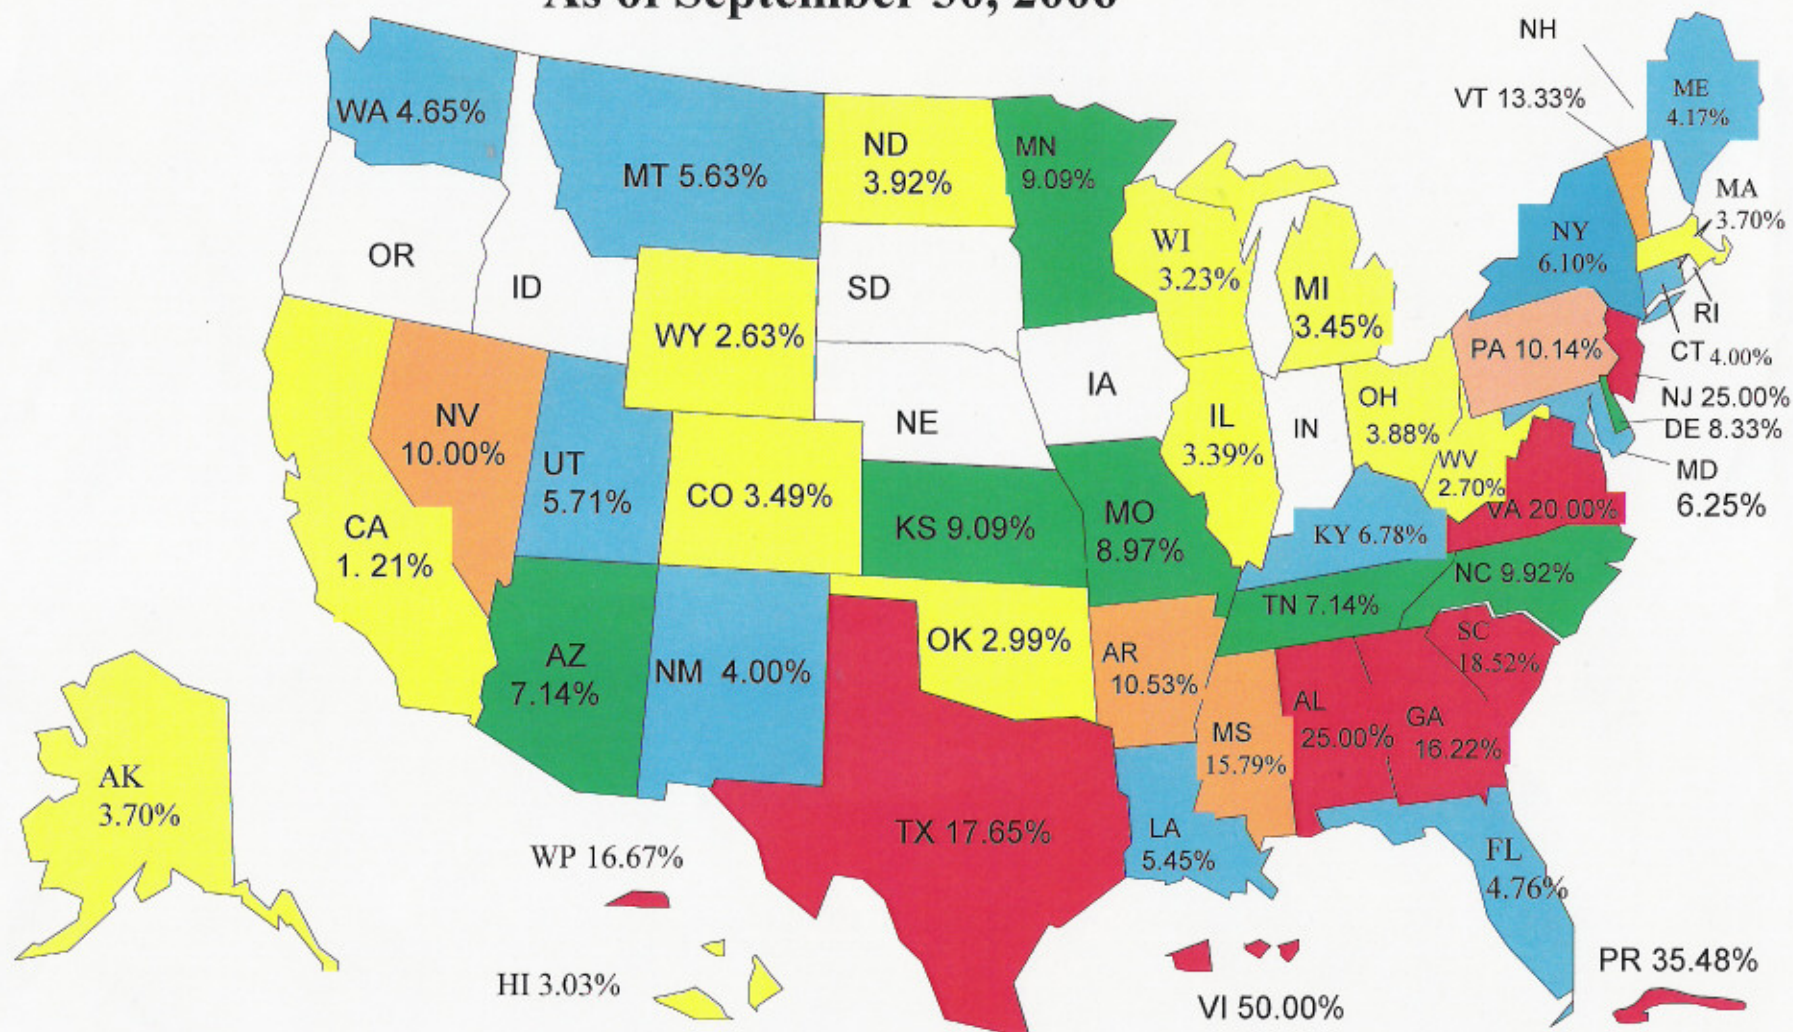 As of September 30, 2006
NH
VT 13.33%
ME
4.17%
WA 4.65%
MT 5.63%
ND
3.92%
MN
9.09%
MA
3.70%
OR
ID
SD
WI
3.23%
MI
3.45%
NY
6.10%
RI
WY 2.63%
PA 10.14%
CT 4.00%
NJ 25.00%
DE 8.33%
MD
6.25%
NV
10.00%
UT
5.71%
NE
IA
IL
3.39%
IN
OH
3.88%
WV
2.70%
VA 20.00%
CA
1. 21%
CO 3.49%
KS 9.09%
MO
8.97%
KY 6.78%
NC 9.92%
TN 7.14%
SC
18.52%
AZ
7.14%
NM 4.00%
OK 2.99%
AR
10.53%
MS
15.79%
AL
25.00%
GA
16.22%
AK
3.70%
TX 17.65%
LA
5.45%
FL
4.76%
WP 16.67%
HI 3.03%
VI 50.00%
PR 35.48%